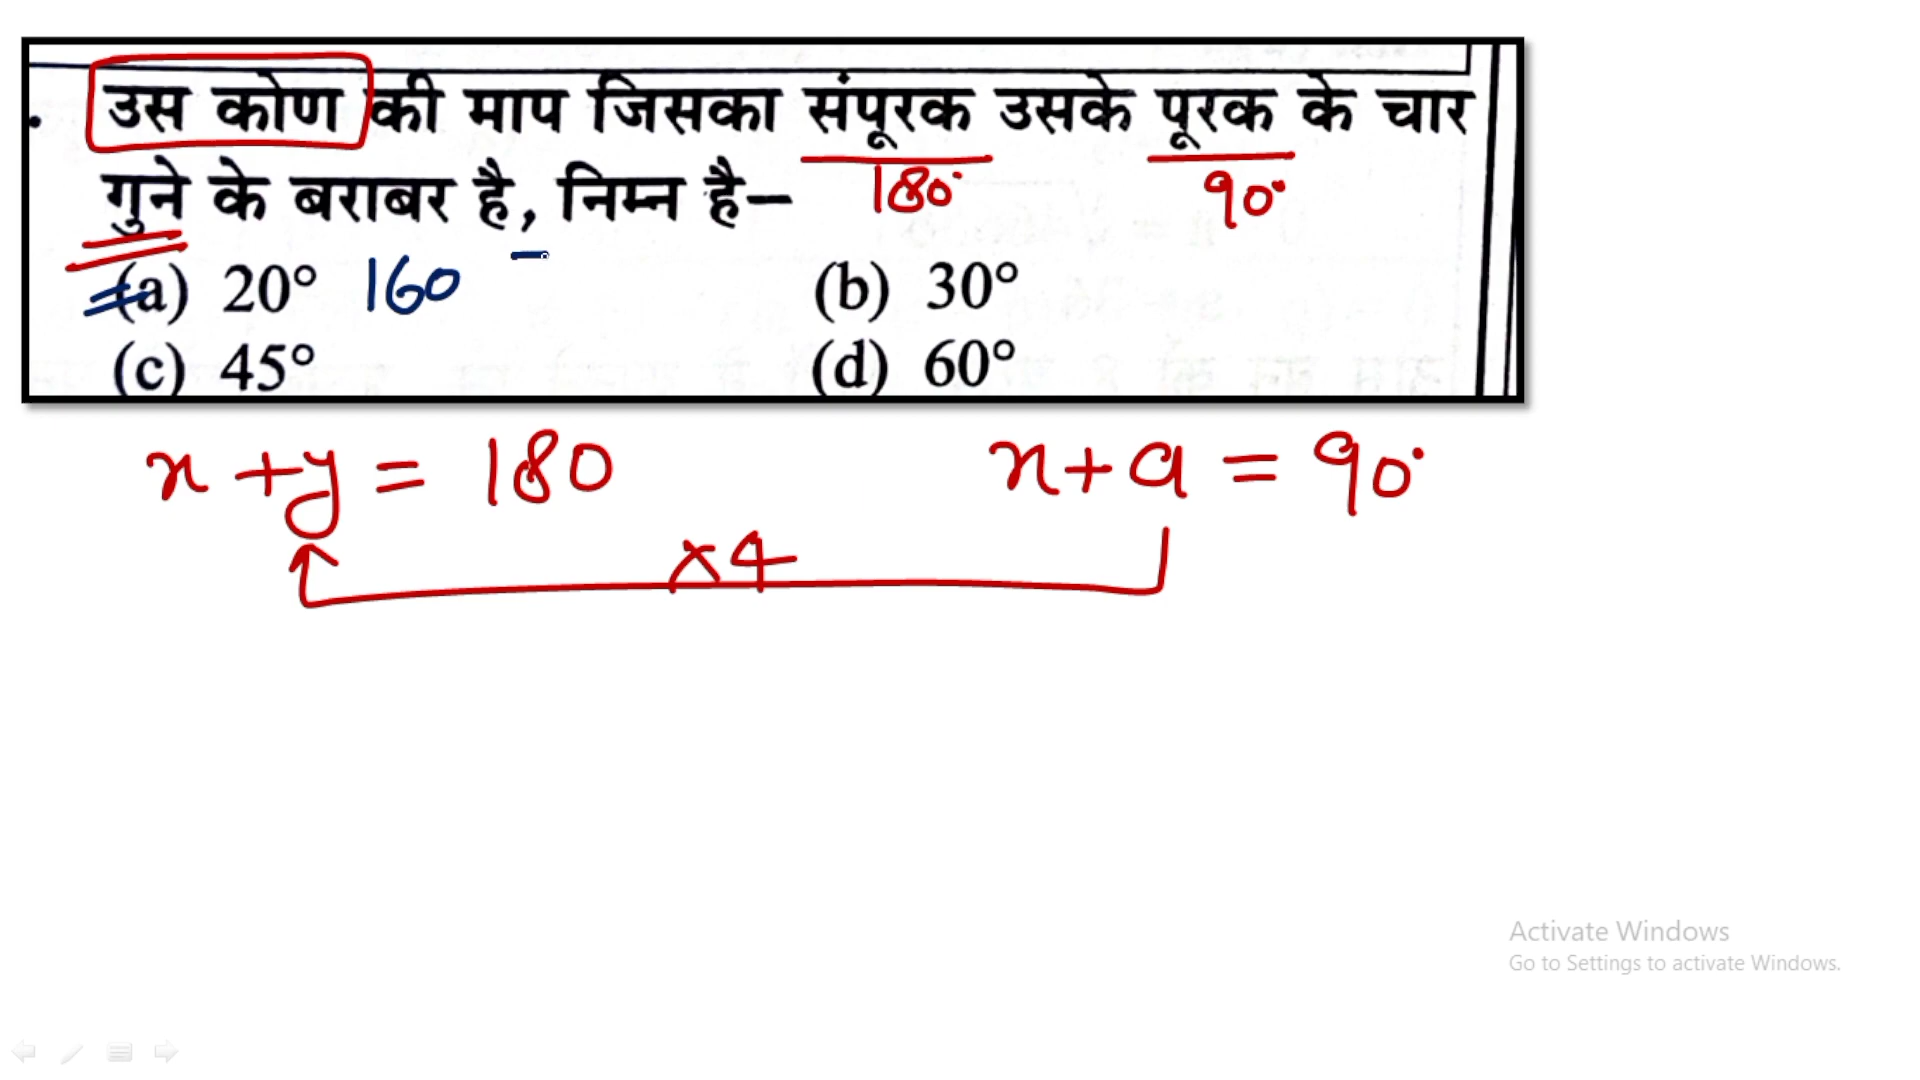 उस कोण की माप जिसका संपूरक उसके पूरक के चार
गुने के बराबर है, निम्न है–
180° 90°
(a) 20° 160 (b) 30°
(c) 45° (d) 60°
x + y = 180 x + a = 90°
×4
Activate Windows
Go to Settings to activate Windows.